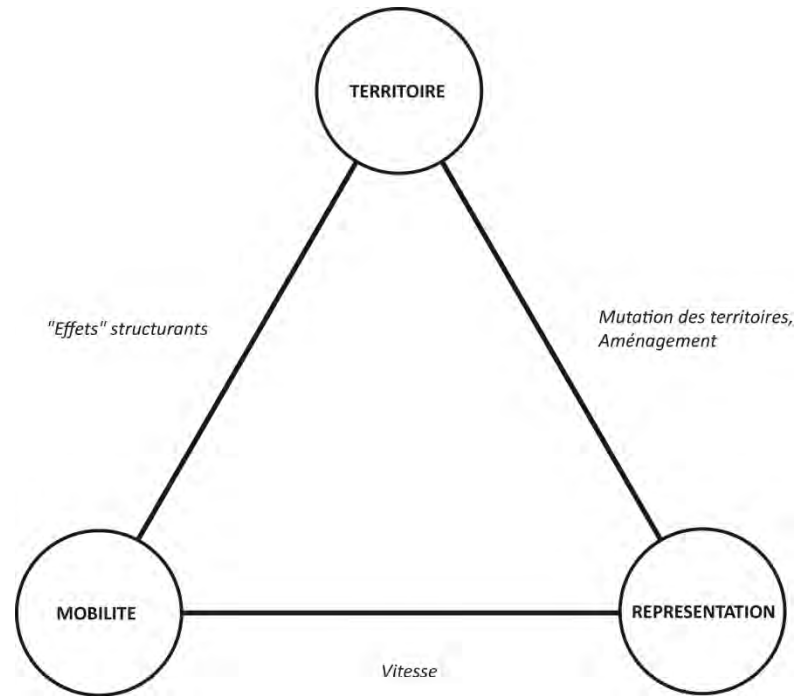 TERRITOIRE
"Effets" structurants
Mutation des territoires,
Aménagement
MOBILITE
REPRESENTATION
Vitesse